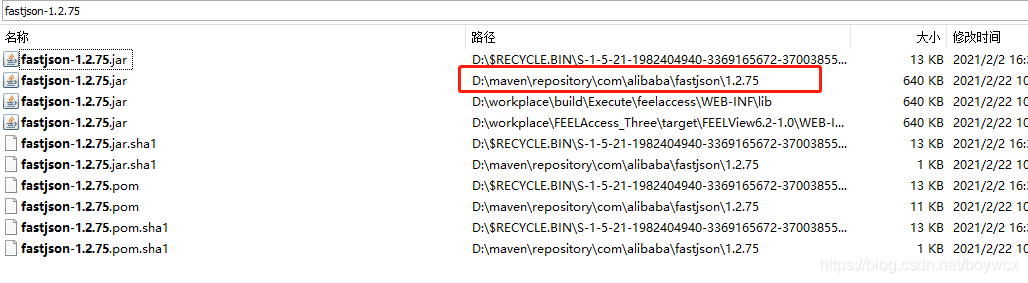 fastjson-1.2.75
名称 路径 大小 修改时间
fastjson-1.2.75.jar D:\$RECYCLE.BIN\S-1-5-21-1982404940-3369165672-37003855... 13 KB 2021/2/2 16:
fastjson-1.2.75.jar D:\maven\repository\com\alibaba\fastjson\1.2.75 640 KB 2021/2/22 10
fastjson-1.2.75.jar D:\workplace\build\Execute\feelaccess\WEB-INF\lib 640 KB 2021/2/22 10
fastjson-1.2.75.jar D:\workplace\FEELAccess_Three\target\FEELView6.2-1.0\WEB-I... 640 KB 2021/2/22 10
fastjson-1.2.75.jar.sha1 D:\$RECYCLE.BIN\S-1-5-21-1982404940-3369165672-37003855... 13 KB 2021/2/2 16:
fastjson-1.2.75.jar.sha1 D:\maven\repository\com\alibaba\fastjson\1.2.75 1 KB 2021/2/22 10
fastjson-1.2.75.pom D:\$RECYCLE.BIN\S-1-5-21-1982404940-3369165672-37003855... 13 KB 2021/2/2 16:
fastjson-1.2.75.pom D:\maven\repository\com\alibaba\fastjson\1.2.75 11 KB 2021/2/22 10
fastjson-1.2.75.pom.sha1 D:\$RECYCLE.BIN\S-1-5-21-1982404940-3369165672-37003855... 13 KB 2021/2/2 16:
fastjson-1.2.75.pom.sha1 D:\maven\repository\com\alibaba\fastjson\1.2.75 1 KB 2021/2/22 10
https://blog.csdn.net/boywcx